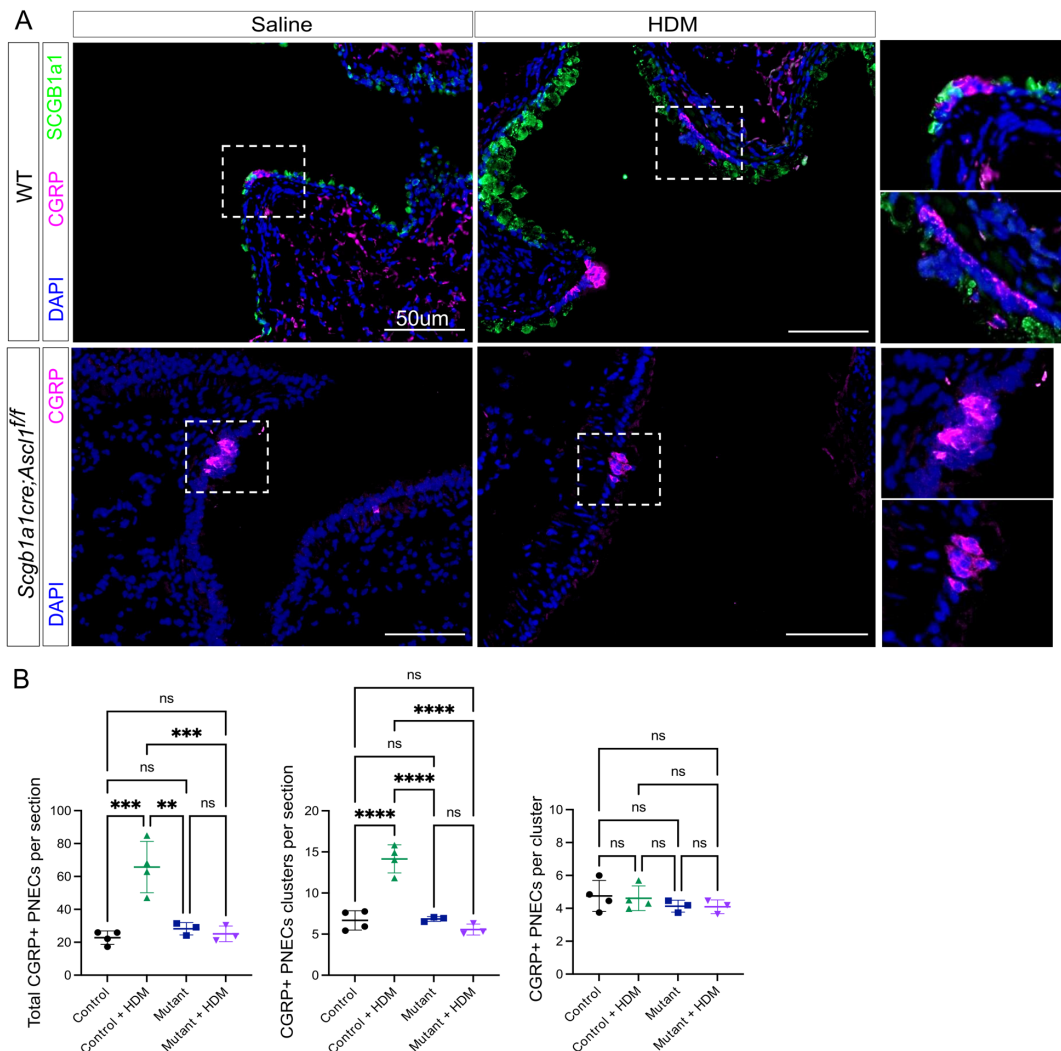 A
Saline
HDM
WT
DAPI CGRP SCGB1a1
50um
Scgb1a1cre;Ascl1f/f
DAPI CGRP
B
Total CGRP+ PNECs per section
100
80
60
40
20
0
ns
***
ns
*** ** ns
Control
Control + HDM
Mutant
Mutant + HDM
CGRP+ PNECs clusters per section
20
15
10
5
0
ns
****
ns
****
**** ns
Control
Control + HDM
Mutant
Mutant + HDM
CGRP+ PNECs per cluster
8
6
4
2
0
ns
ns
ns
ns ns ns
Control
Control + HDM
Mutant
Mutant + HDM